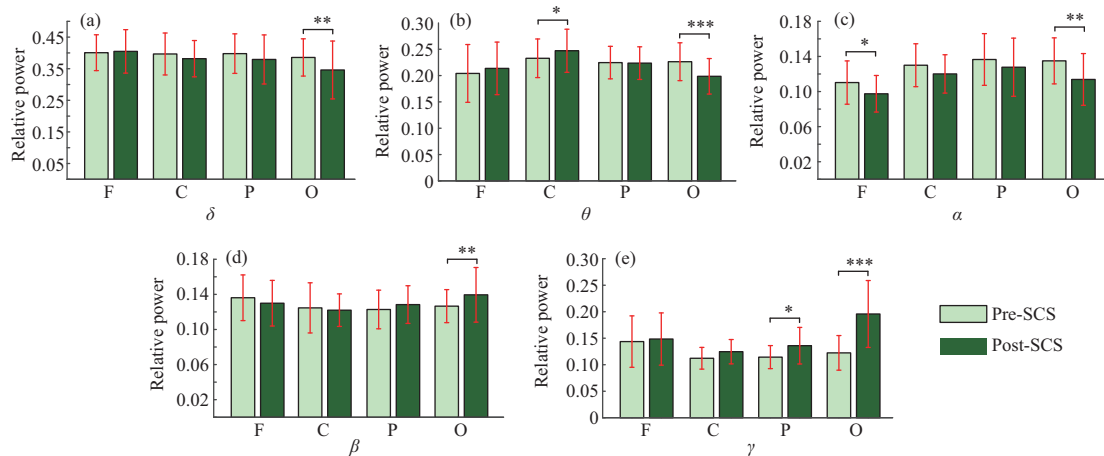 (a)
Relative power
0.45
0.35
0.25
0.15
0.05
**
F C P O
δ
(b)
Relative power
0.30
0.25
0.20
0.15
0.10
0.05
0
*
***
F C P O
θ
(c)
Relative power
0.18
0.14
0.10
0.06
0.02
*
**
F C P O
α
(d)
Relative power
0.18
0.14
0.12
0.08
0.06
0.02
**
F C P O
β
(e)
Relative power
0.30
0.25
0.20
0.15
0.10
0.05
0
*
***
F C P O
γ
Pre-SCS
Post-SCS